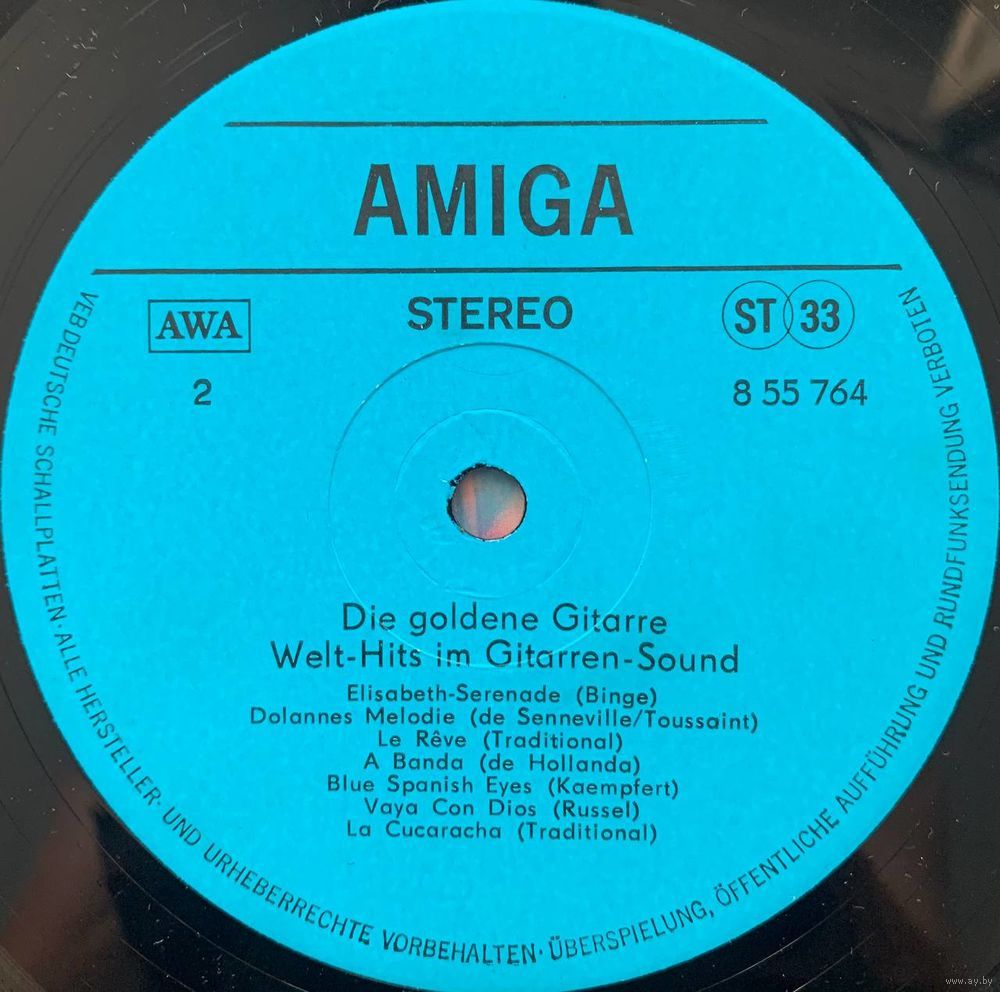 AMIGA
AWA
STEREO
ST 33
2
8 55 764
Die goldene Gitarre
Welt-Hits im Gitarren-Sound
Elisabeth-Serenade (Binge)
Dolannes Melodie (de Senneville/Toussaint)
Le Rêve (Traditional)
A Banda (de Hollanda)
Blue Spanish Eyes (Kaempfert)
Vaya Con Dios (Russel)
La Cucaracha (Traditional)
VEB DEUTSCHE SCHALLPLATTEN · ALLE HERSTELLER- UND URHEBERRECHTE VORBEHALTEN · ÜBERSPIELUNG, ÖFFENTLICHE AUFFÜHRUNG UND RUNDFUNKSENDUNG VERBOTEN
www.ay.by